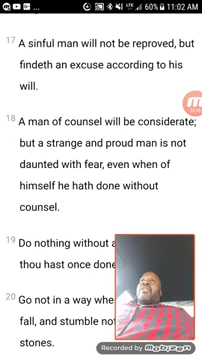 60% 11:02 AM
17 A sinful man will not be reproved, but
findeth an excuse according to his
will.
18 A man of counsel will be considerate;
but a strange and proud man is not
daunted with fear, even when of
himself he hath done without
counsel.
19 Do nothing without
thou hast once done
20 Go not in a way
fall, and stumble
stones.
Recorded by Mobizen